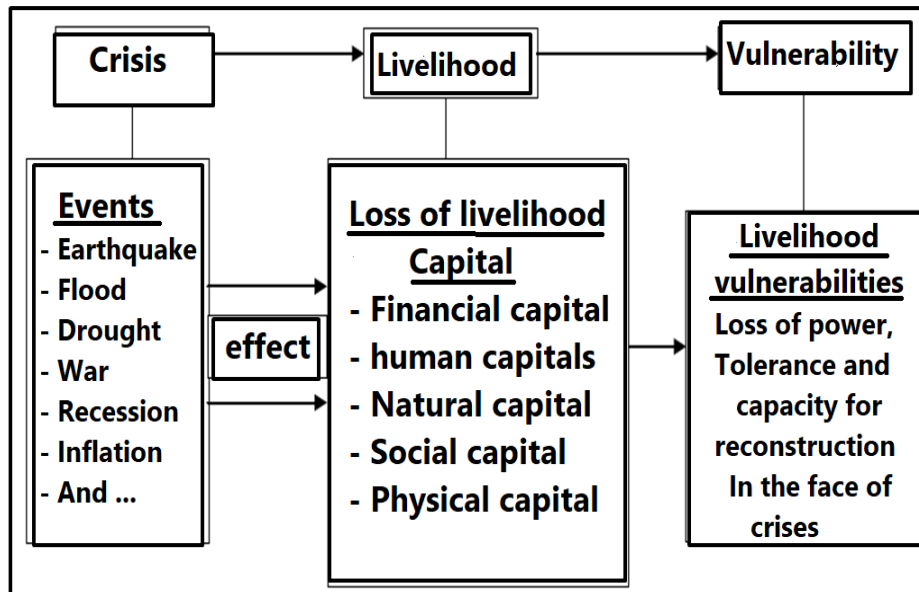 Crisis
Livelihood
Vulnerability
Events
- Earthquake
- Flood
- Drought
- War
- Recession
- Inflation
- And ...
effect
Loss of livelihood
Capital
- Financial capital
- human capitals
- Natural capital
- Social capital
- Physical capital
Livelihood
vulnerabilities
Loss of power,
Tolerance and
capacity for
reconstruction
In the face of
crises